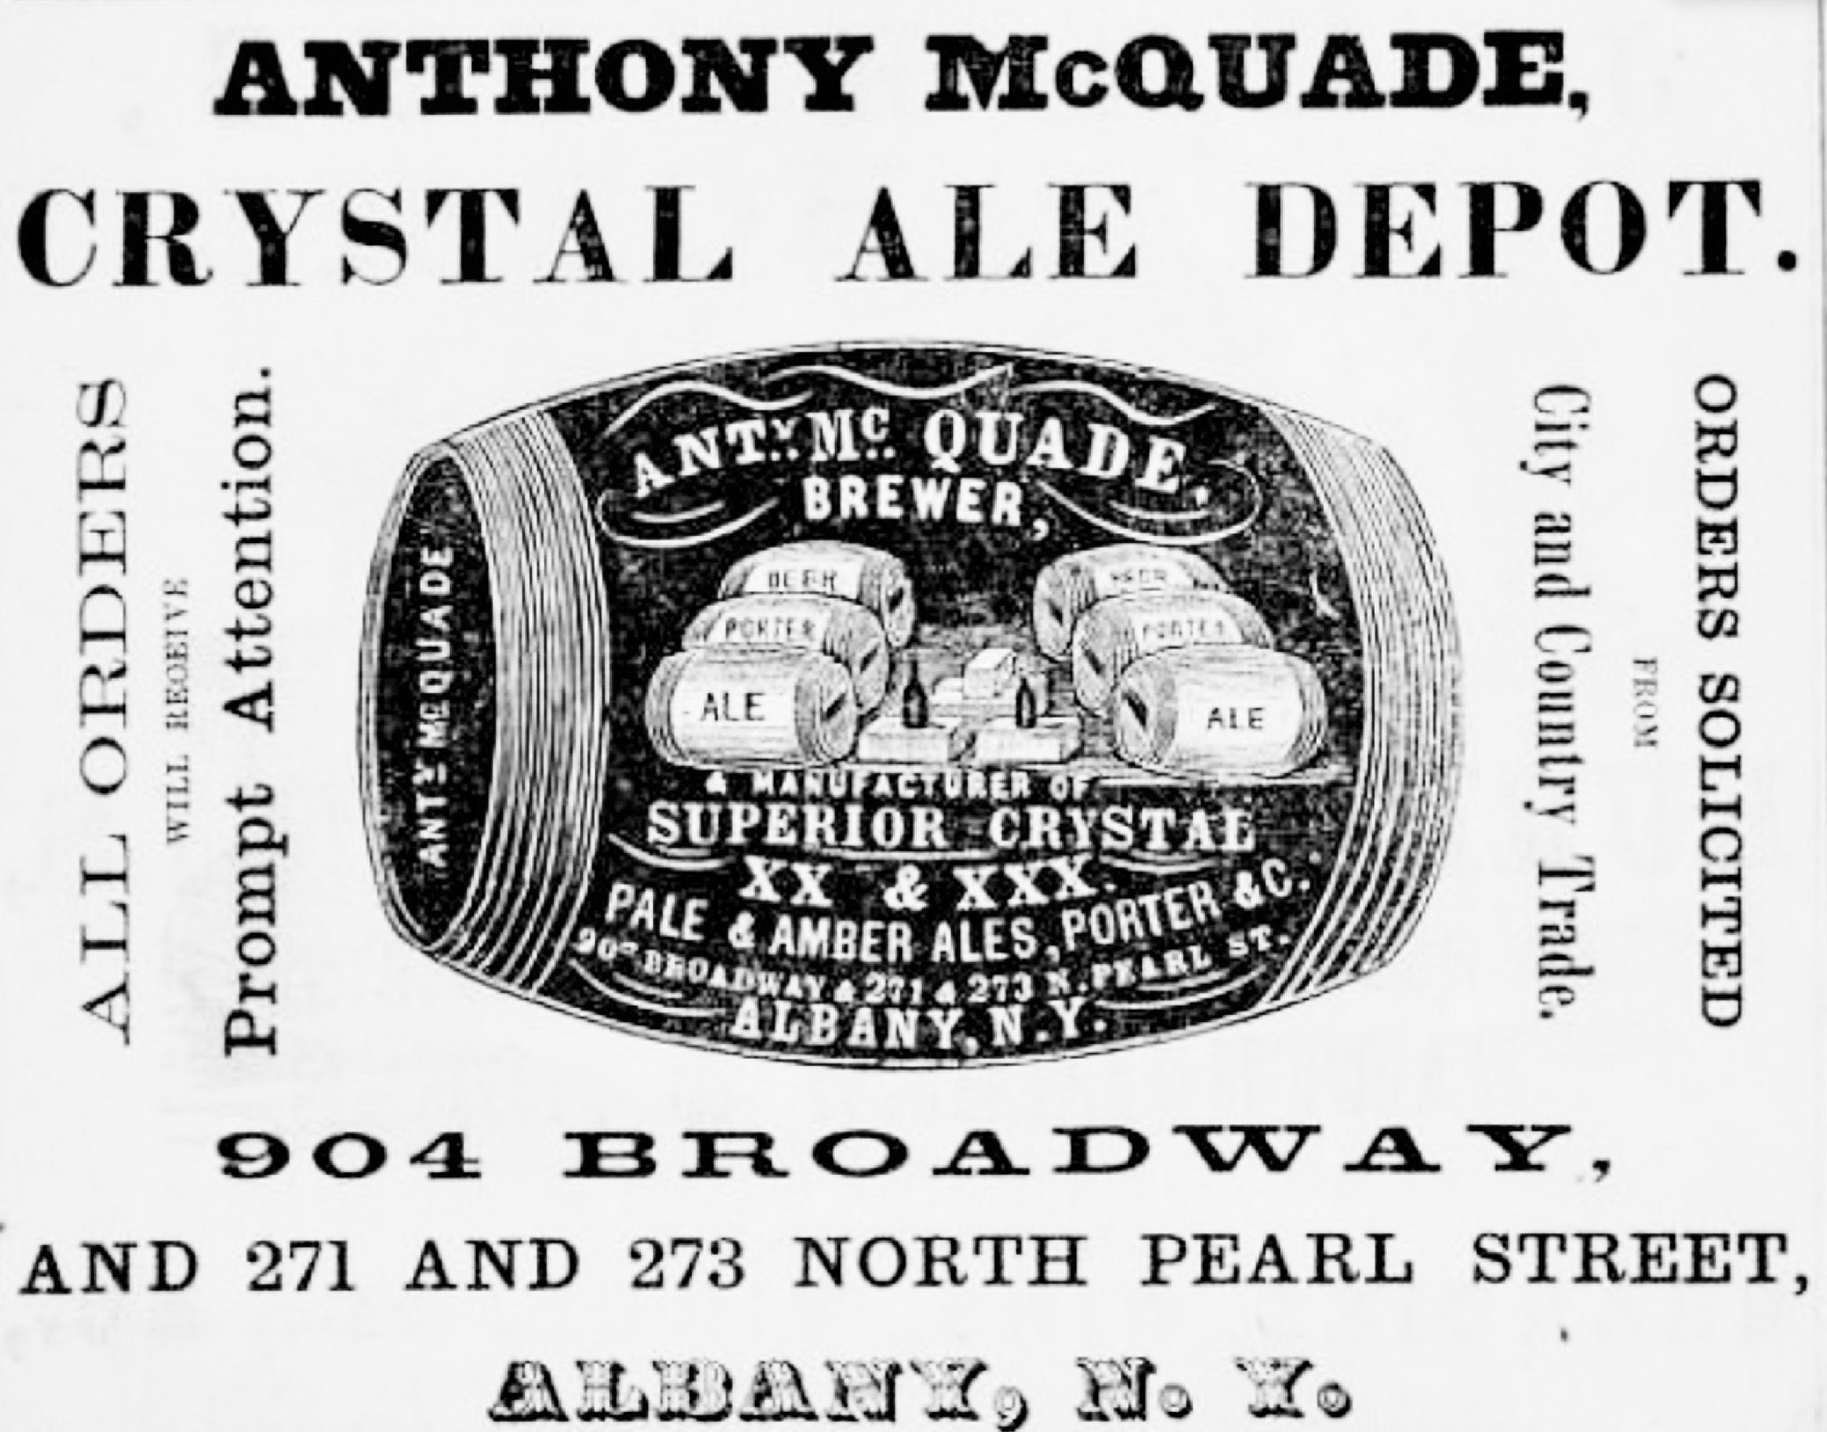 ANTHONY McQUADE,
CRYSTAL ALE DEPOT.
ALL ORDERS
WILL RECEIVE
Prompt Attention.
ANTY. MCQUADE
ANTY. Mc. QUADE.
BREWER,
BEER
PORTER
ALE
BEER
PORTER
ALE
& MANUFACTURER OF
SUPERIOR CRYSTAL
XX & XXX.
PALE & AMBER ALES, PORTER &C.
BROADWAY & 271 & 273 N. PEARL ST.
ALBANY, N.Y.
ORDERS SOLICITED
FROM
City and Country Trade.
904 BROADWAY,
AND 271 AND 273 NORTH PEARL STREET,
ALBANY, N. Y.